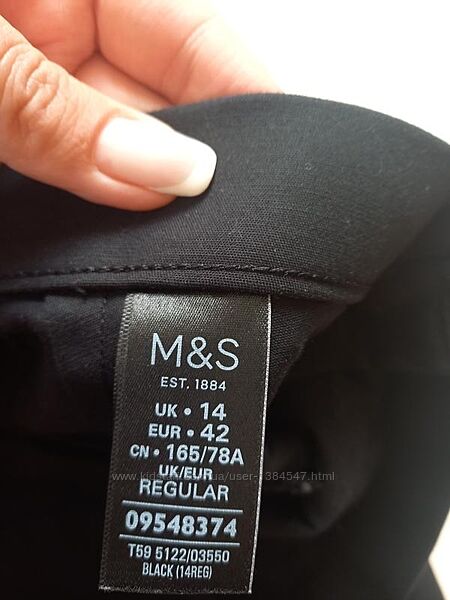 M&S
EST. 1884
UK • 14
EUR • 42
CN • 165/78A
UK/EUR
REGULAR
09548374
T59 5122/03550
BLACK (14REG)